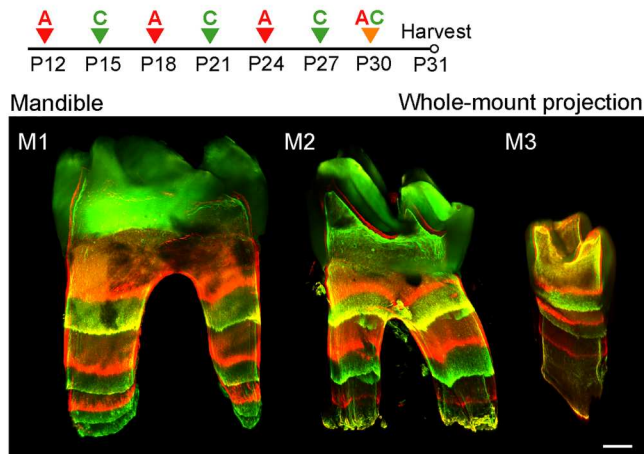 A C A C A C AC Harvest
P12 P15 P18 P21 P24 P27 P30 P31
Mandible Whole-mount projection
M1 M2 M3